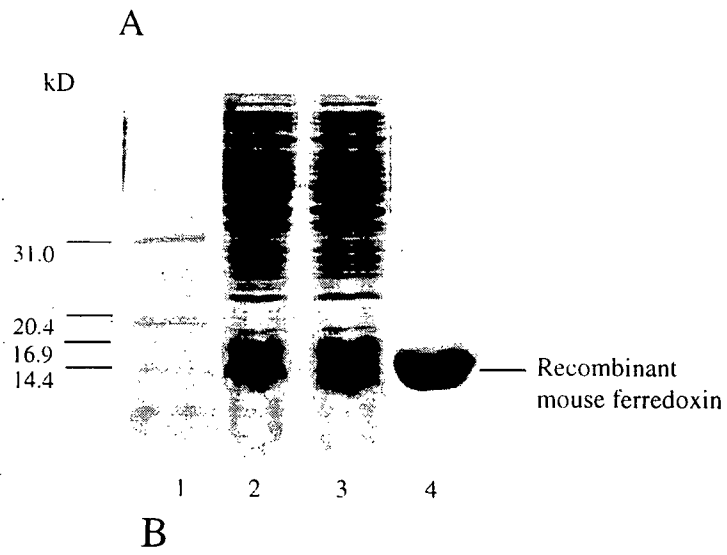 A
kD
31.0
20.4
16.9
14.4
Recombinant
mouse ferredoxin
1 2 3 4
B